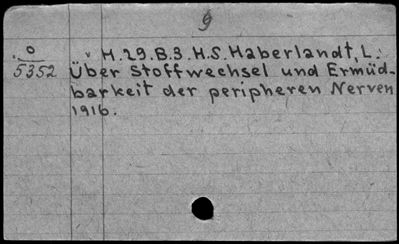 9
0 H.29.B.3.H.S. Haberlandt, L.:
5352 Über Stoffwechsel und Ermüd-
barkeit der peripheren Nerven
1916.